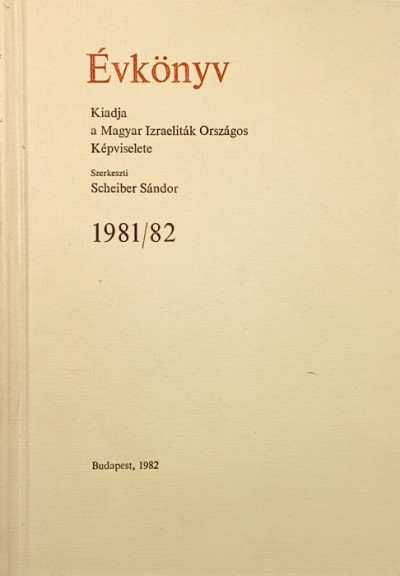 Évkönyv
Kiadja
a Magyar Izraeliták Országos
Képviselete
Szerkeszti
Scheiber Sándor
1981/82
Budapest, 1982